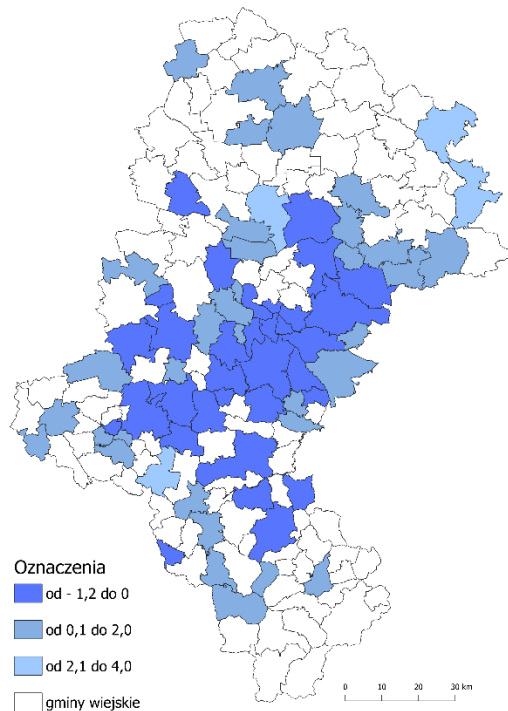 Oznaczenia
od - 1,2 do 0
od 0,1 do 2,0
od 2,1 do 4,0
gminy wiejskie
0 10 20 30 km